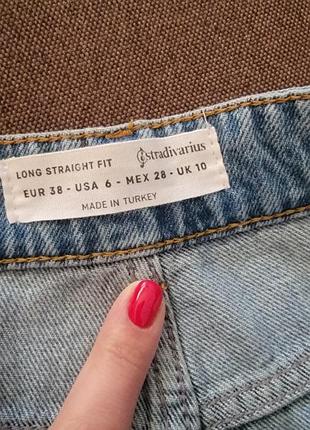 LONG STRAIGHT FIT stradivarius
EUR 38 - USA 6 - MEX 28 - UK 10
MADE IN TURKEY